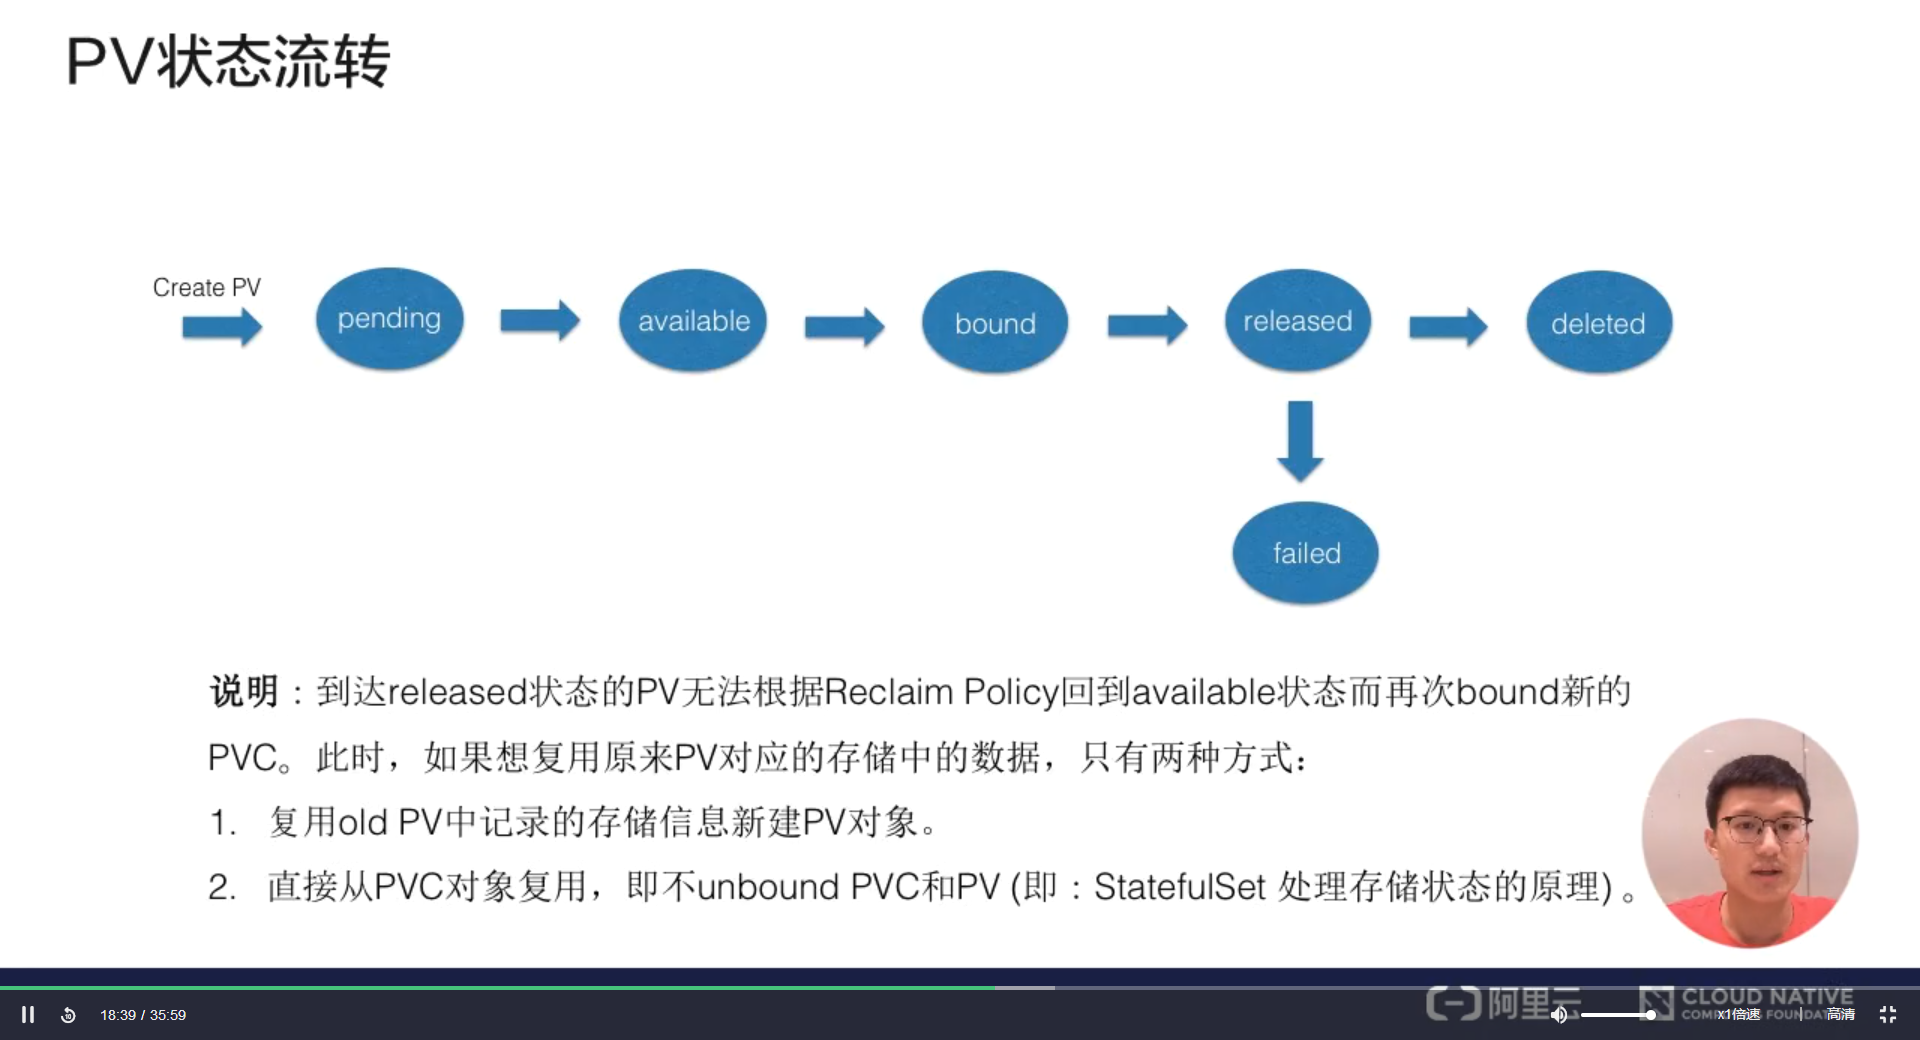 PV状态流转
Create PV
pending
available
bound
released
deleted
failed
说明：到达released状态的PV无法根据Reclaim Policy回到available状态而再次bound新的
PVC。此时，如果想复用原来PV对应的存储中的数据，只有两种方式：
1. 复用old PV中记录的存储信息新建PV对象。
2. 直接从PVC对象复用，即不unbound PVC和PV (即：StatefulSet 处理存储状态的原理) 。
阿里云
CLOUD NATIVE
18:39 / 35:59
x1倍速
高清